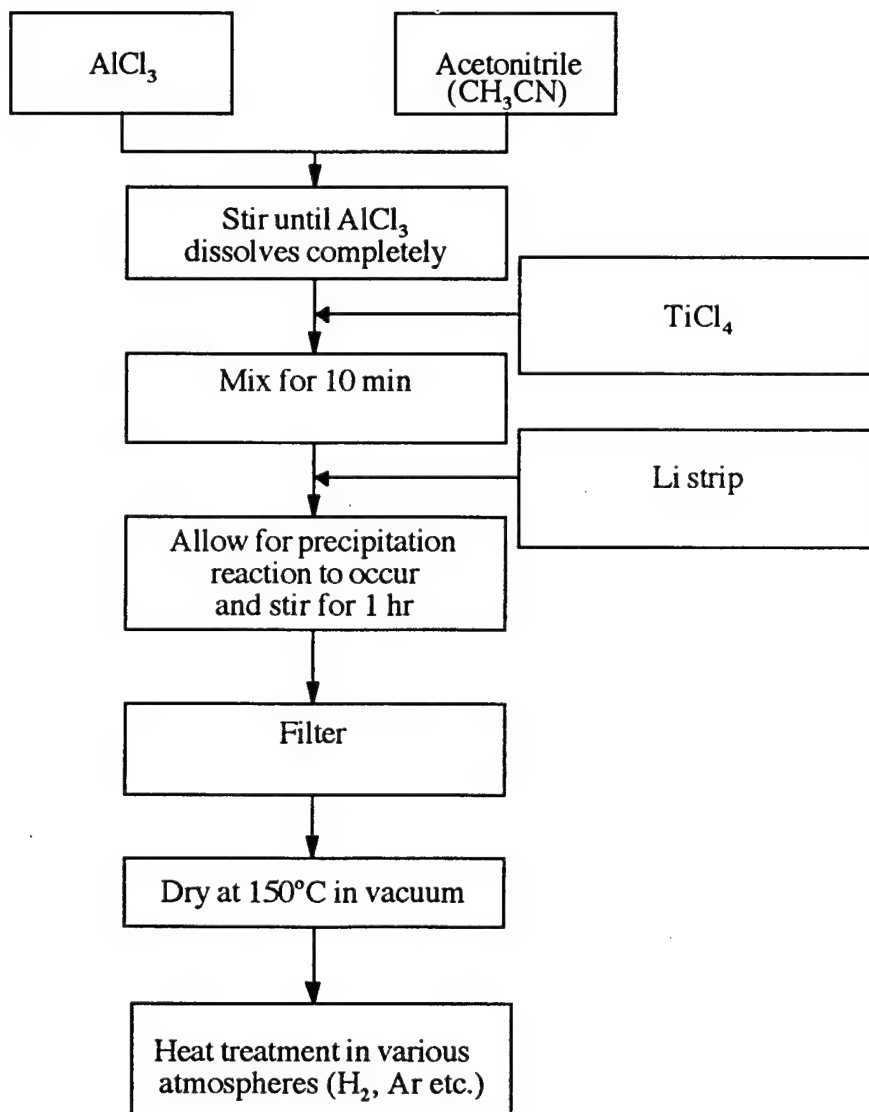 AlCl₃
Acetonitrile
(CH₃CN)
Stir until AlCl₃
dissolves completely
TiCl₄
Mix for 10 min
Li strip
Allow for precipitation
reaction to occur
and stir for 1 hr
Filter
Dry at 150°C in vacuum
Heat treatment in various
atmospheres (H₂, Ar etc.)